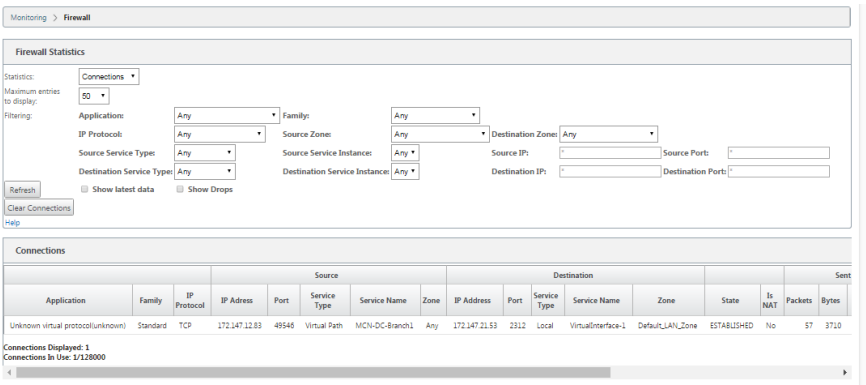 Monitoring > Firewall
Firewall Statistics
Statistics: Connections
Maximum entries
to display: 50
Filtering: Application: Any Family: Any
IP Protocol: Any Source Zone: Any Destination Zone: Any
Source Service Type: Any Source Service Instance: Any Source IP: * Source Port: *
Destination Service Type: Any Destination Service Instance: Any Destination IP: * Destination Port: *
Refresh Show latest data Show Drops
Clear Connections
Help
Connections
Source Destination Sent
Application Family IP Protocol IP Adress Port Service Type Service Name Zone IP Address Port Service Type Service Name Zone State Is NAT Packets Bytes
Unknown virtual protocol(unknown) Standard TCP 172.147.12.83 49546 Virtual Path MCN-DC-Branch1 Any 172.147.21.53 2312 Local VirtualInterface-1 Default_LAN_Zone ESTABLISHED No 57 3710
Connections Displayed: 1
Connections In Use: 1/128000